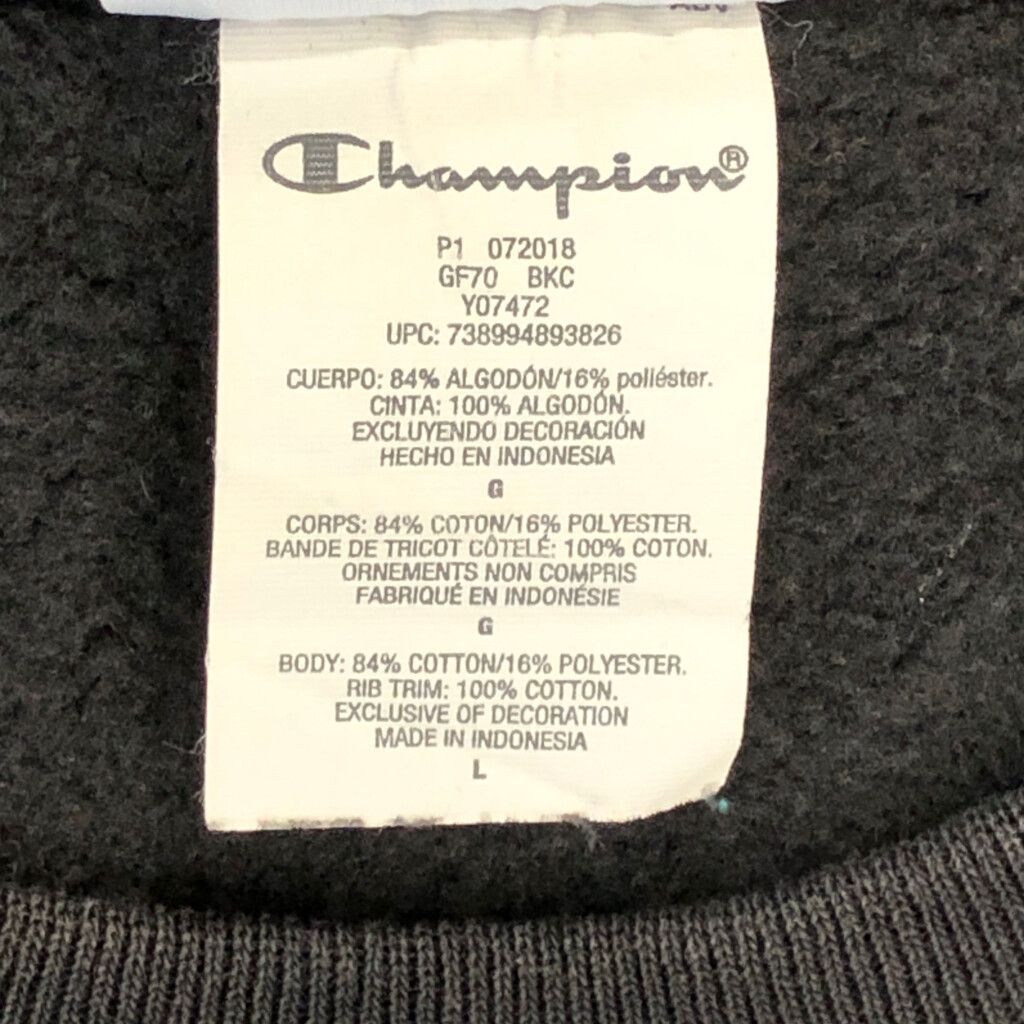 Champion®
P1 072018
GF70 BKC
Y07472
UPC: 738994893826
CUERPO: 84% ALGODÓN/16% poliéster.
CINTA: 100% ALGODÓN.
EXCLUYENDO DECORACIÓN
HECHO EN INDONESIA
G
CORPS: 84% COTON/16% POLYESTER.
BANDE DE TRICOT CÔTELÉ: 100% COTON.
ORNEMENTS NON COMPRIS
FABRIQUÉ EN INDONÉSIE
G
BODY: 84% COTTON/16% POLYESTER.
RIB TRIM: 100% COTTON.
EXCLUSIVE OF DECORATION
MADE IN INDONESIA
L